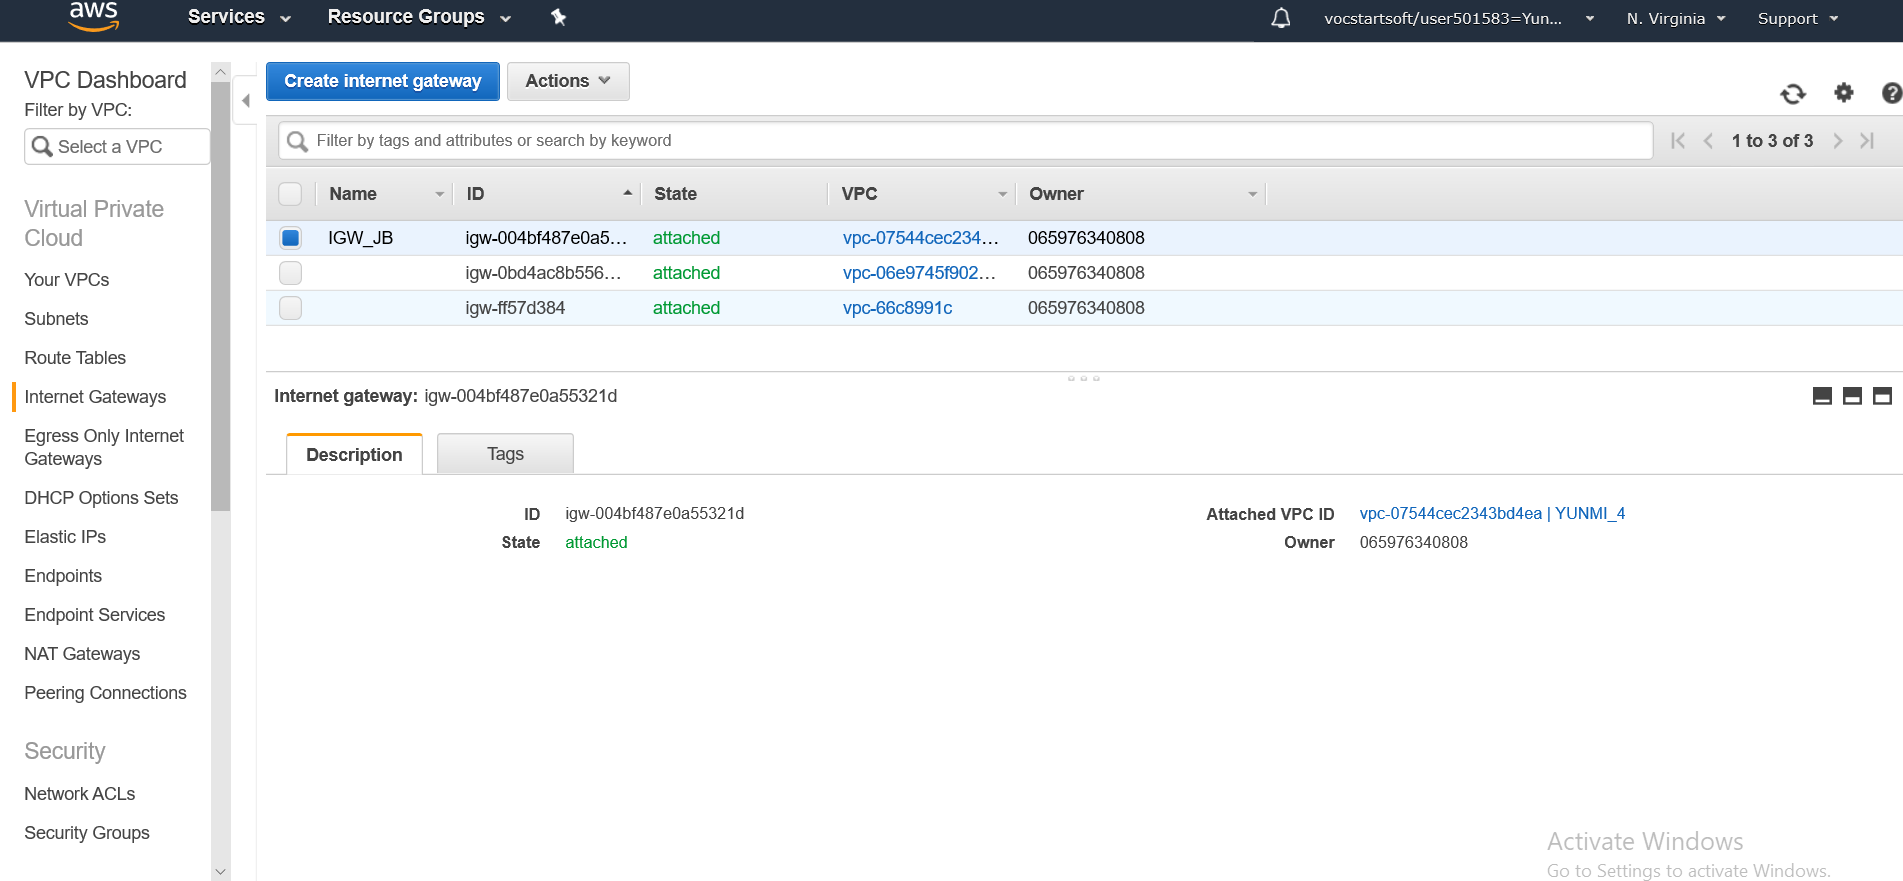 aws
Services
Resource Groups
vocstartsoft/user501583=Yun...
N. Virginia
Support
VPC Dashboard
Filter by VPC:
Select a VPC
Virtual Private
Cloud
Your VPCs
Subnets
Route Tables
Internet Gateways
Egress Only Internet
Gateways
DHCP Options Sets
Elastic IPs
Endpoints
Endpoint Services
NAT Gateways
Peering Connections
Security
Network ACLs
Security Groups
Create internet gateway
Actions
Filter by tags and attributes or search by keyword
1 to 3 of 3
Name ID State VPC Owner
IGW_JB igw-004bf487e0a5... attached vpc-07544cec234... 065976340808
igw-0bd4ac8b556... attached vpc-06e9745f902... 065976340808
igw-ff57d384 attached vpc-66c8991c 065976340808
Internet gateway: igw-004bf487e0a55321d
Description
Tags
ID igw-004bf487e0a55321d
Attached VPC ID vpc-07544cec2343bd4ea | YUNMI_4
State attached
Owner 065976340808
Activate Windows
Go to Settings to activate Windows.